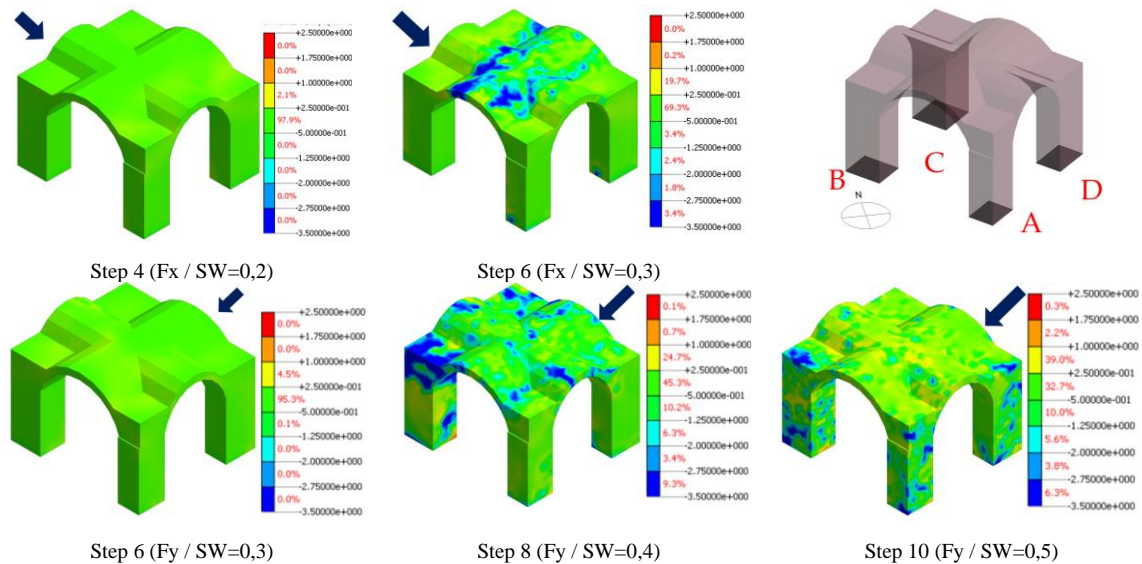 +2.50000e+000
0.0%
+1.75000e+000
0.0%
+1.00000e+000
2.1%
+2.50000e-001
97.9%
-5.00000e-001
0.0%
-1.25000e+000
0.0%
-2.00000e+000
0.0%
-2.75000e+000
0.0%
-3.50000e+000
Step 4 (Fx / SW=0,2)
+2.50000e+000
0.0%
+1.75000e+000
0.2%
+1.00000e+000
19.7%
+2.50000e-001
69.3%
-5.00000e-001
3.4%
-1.25000e+000
2.4%
-2.00000e+000
1.8%
-2.75000e+000
3.4%
-3.50000e+000
Step 6 (Fx / SW=0,3)
B
C
D
N
A
+2.50000e+000
0.0%
+1.75000e+000
0.0%
+1.00000e+000
4.5%
+2.50000e-001
95.3%
-5.00000e-001
0.1%
-1.25000e+000
0.0%
-2.00000e+000
0.0%
-2.75000e+000
0.0%
-3.50000e+000
Step 6 (Fy / SW=0,3)
+2.50000e+000
0.1%
+1.75000e+000
0.7%
+1.00000e+000
24.7%
+2.50000e-001
45.3%
-5.00000e-001
10.2%
-1.25000e+000
6.3%
-2.00000e+000
3.4%
-2.75000e+000
9.3%
-3.50000e+000
Step 8 (Fy / SW=0,4)
+2.50000e+000
0.3%
+1.75000e+000
2.2%
+1.00000e+000
39.0%
+2.50000e-001
32.7%
-5.00000e-001
10.0%
-1.25000e+000
5.6%
-2.00000e+000
3.8%
-2.75000e+000
6.3%
-3.50000e+000
Step 10 (Fy / SW=0,5)